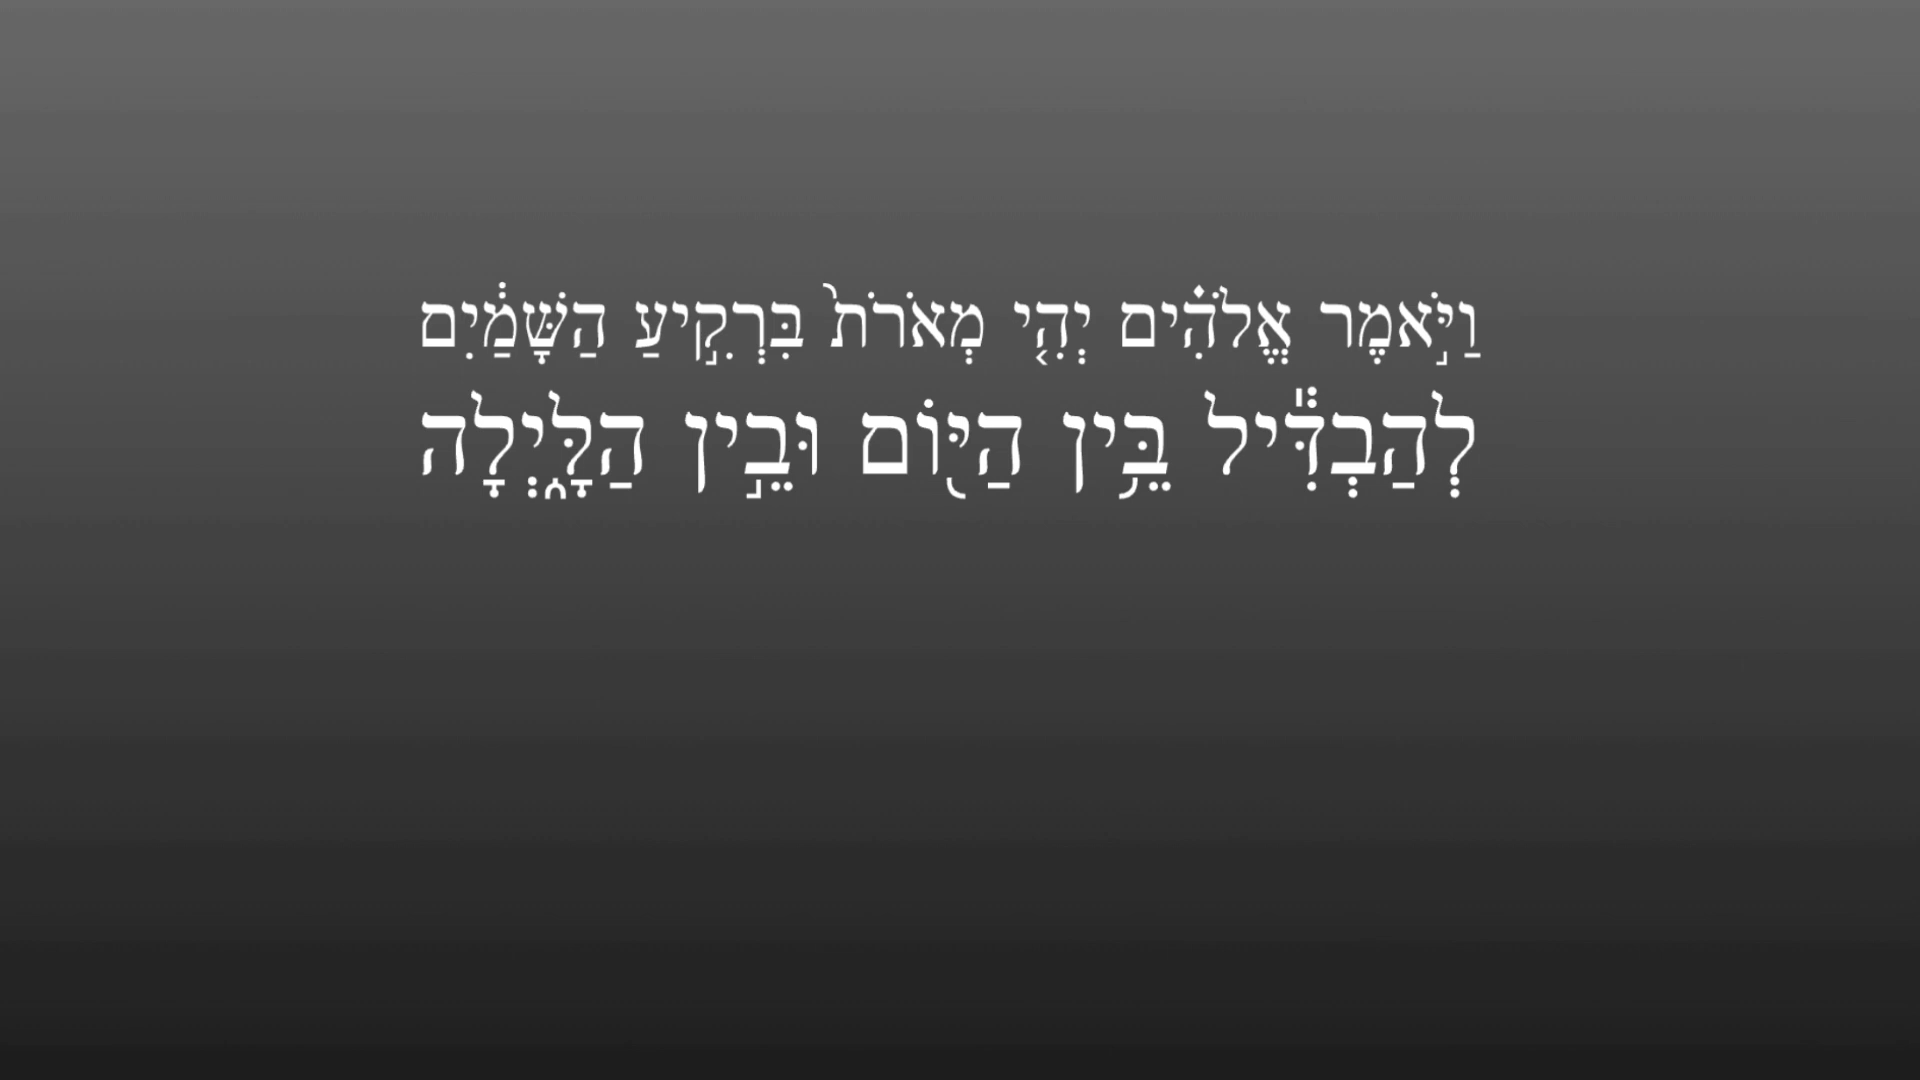 וַיֹּ֣אמֶר אֱלֹהִ֗ים יְהִ֤י מְאֹרֹת֙ בִּרְקִ֣יעַ הַשָּׁמַ֔יִם
לְהַבְדִּ֕יל בֵּ֥ין הַיּ֖וֹם וּבֵ֣ין הַלָּ֑יְלָה